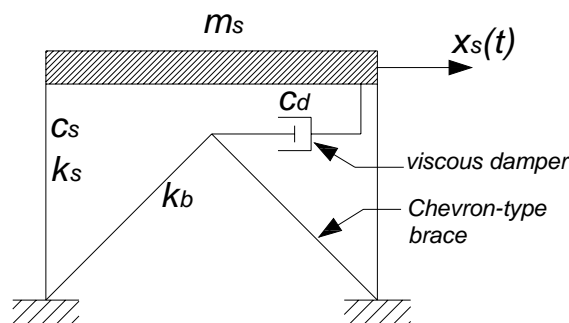 ms
xs(t)
cd
cs
ks
viscous damper
kb
Chevron-type
brace